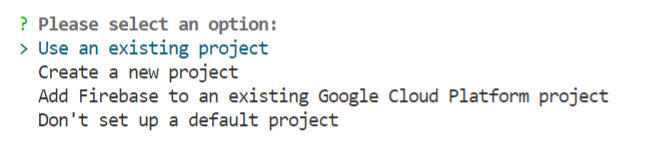 ? Please select an option:
> Use an existing project
Create a new project
Add Firebase to an existing Google Cloud Platform project
Don't set up a default project